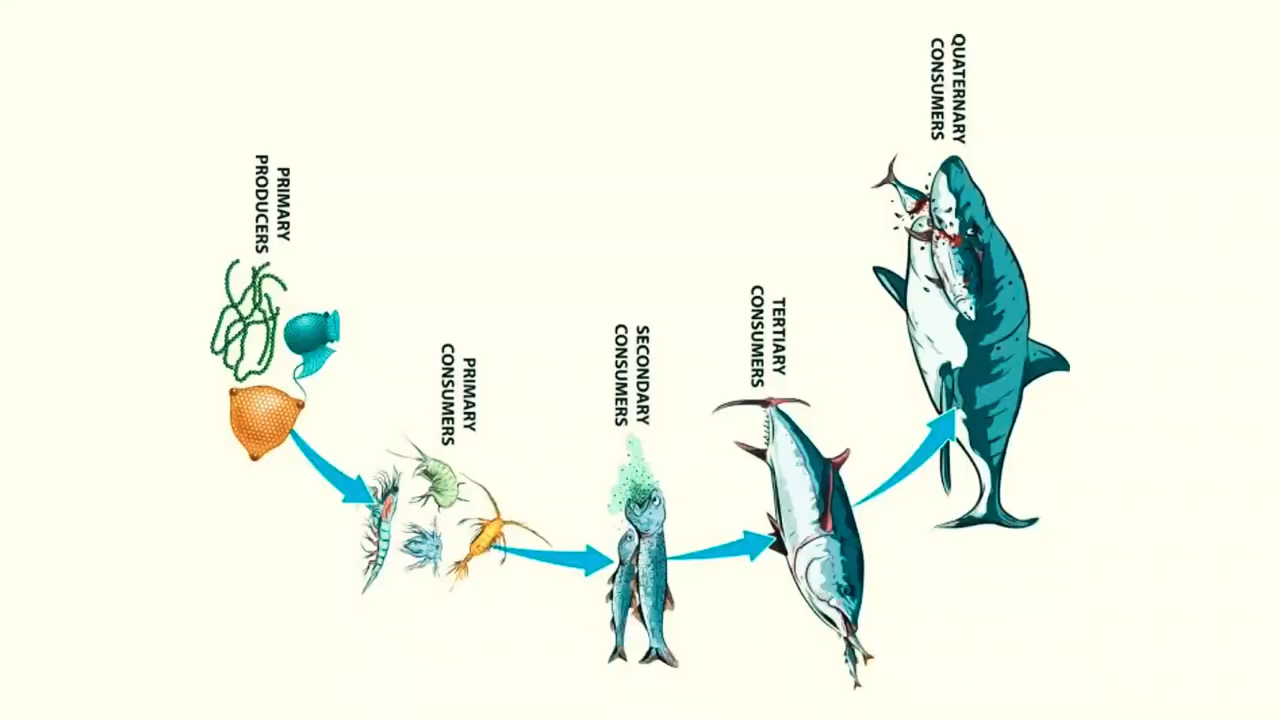 PRIMARY
PRODUCERS
PRIMARY
CONSUMERS
SECONDARY
CONSUMERS
TERTIARY
CONSUMERS
QUATERNARY
CONSUMERS